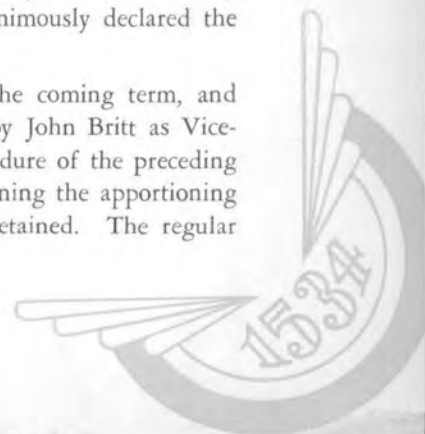 nimously declared the
he coming term, and
y John Britt as Vice-
dure of the preceding
ning the apportioning
etained. The regular
1534